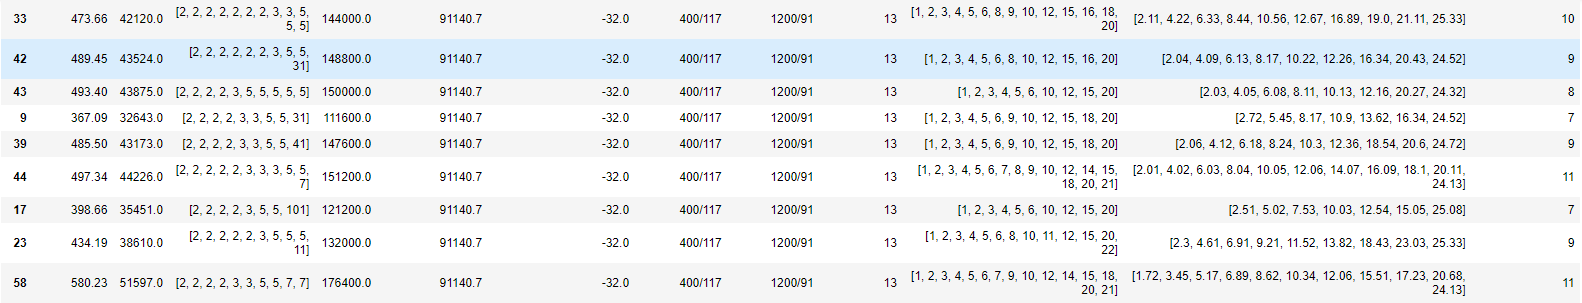 33 473.66 42120.0 [2, 2, 2, 2, 2, 2, 2, 3, 3, 5, 5, 5] 144000.0 91140.7 -32.0 400/117 1200/91 13 [1, 2, 3, 4, 5, 6, 8, 9, 10, 12, 15, 16, 18, 20] [2.11, 4.22, 6.33, 8.44, 10.56, 12.67, 16.89, 19.0, 21.11, 25.33] 10
42 489.45 43524.0 [2, 2, 2, 2, 2, 2, 3, 5, 5, 31] 148800.0 91140.7 -32.0 400/117 1200/91 13 [1, 2, 3, 4, 5, 6, 8, 10, 12, 15, 16, 20] [2.04, 4.09, 6.13, 8.17, 10.22, 12.26, 16.34, 20.43, 24.52] 9
43 493.40 43875.0 [2, 2, 2, 2, 3, 5, 5, 5, 5, 5] 150000.0 91140.7 -32.0 400/117 1200/91 13 [1, 2, 3, 4, 5, 6, 10, 12, 15, 20] [2.03, 4.05, 6.08, 8.11, 10.13, 12.16, 20.27, 24.32] 8
9 367.09 32643.0 [2, 2, 2, 2, 3, 3, 5, 5, 31] 111600.0 91140.7 -32.0 400/117 1200/91 13 [1, 2, 3, 4, 5, 6, 9, 10, 12, 15, 18, 20] [2.72, 5.45, 8.17, 10.9, 13.62, 16.34, 24.52] 7
39 485.50 43173.0 [2, 2, 2, 2, 3, 3, 5, 5, 41] 147600.0 91140.7 -32.0 400/117 1200/91 13 [1, 2, 3, 4, 5, 6, 9, 10, 12, 15, 18, 20] [2.06, 4.12, 6.18, 8.24, 10.3, 12.36, 18.54, 20.6, 24.72] 9
44 497.34 44226.0 [2, 2, 2, 2, 2, 3, 3, 3, 5, 5, 7] 151200.0 91140.7 -32.0 400/117 1200/91 13 [1, 2, 3, 4, 5, 6, 7, 8, 9, 10, 12, 14, 15, 18, 20, 21] [2.01, 4.02, 6.03, 8.04, 10.05, 12.06, 14.07, 16.09, 18.1, 20.11, 24.13] 11
17 398.66 35451.0 [2, 2, 2, 2, 3, 5, 5, 101] 121200.0 91140.7 -32.0 400/117 1200/91 13 [1, 2, 3, 4, 5, 6, 10, 12, 15, 20] [2.51, 5.02, 7.53, 10.03, 12.54, 15.05, 25.08] 7
23 434.19 38610.0 [2, 2, 2, 2, 2, 3, 5, 5, 5, 11] 132000.0 91140.7 -32.0 400/117 1200/91 13 [1, 2, 3, 4, 5, 6, 8, 10, 11, 12, 15, 20, 22] [2.3, 4.61, 6.91, 9.21, 11.52, 13.82, 18.43, 23.03, 25.33] 9
58 580.23 51597.0 [2, 2, 2, 2, 3, 3, 5, 5, 7, 7] 176400.0 91140.7 -32.0 400/117 1200/91 13 [1, 2, 3, 4, 5, 6, 7, 9, 10, 12, 14, 15, 18, 20, 21] [1.72, 3.45, 5.17, 6.89, 8.62, 10.34, 12.06, 15.51, 17.23, 20.68, 24.13] 11